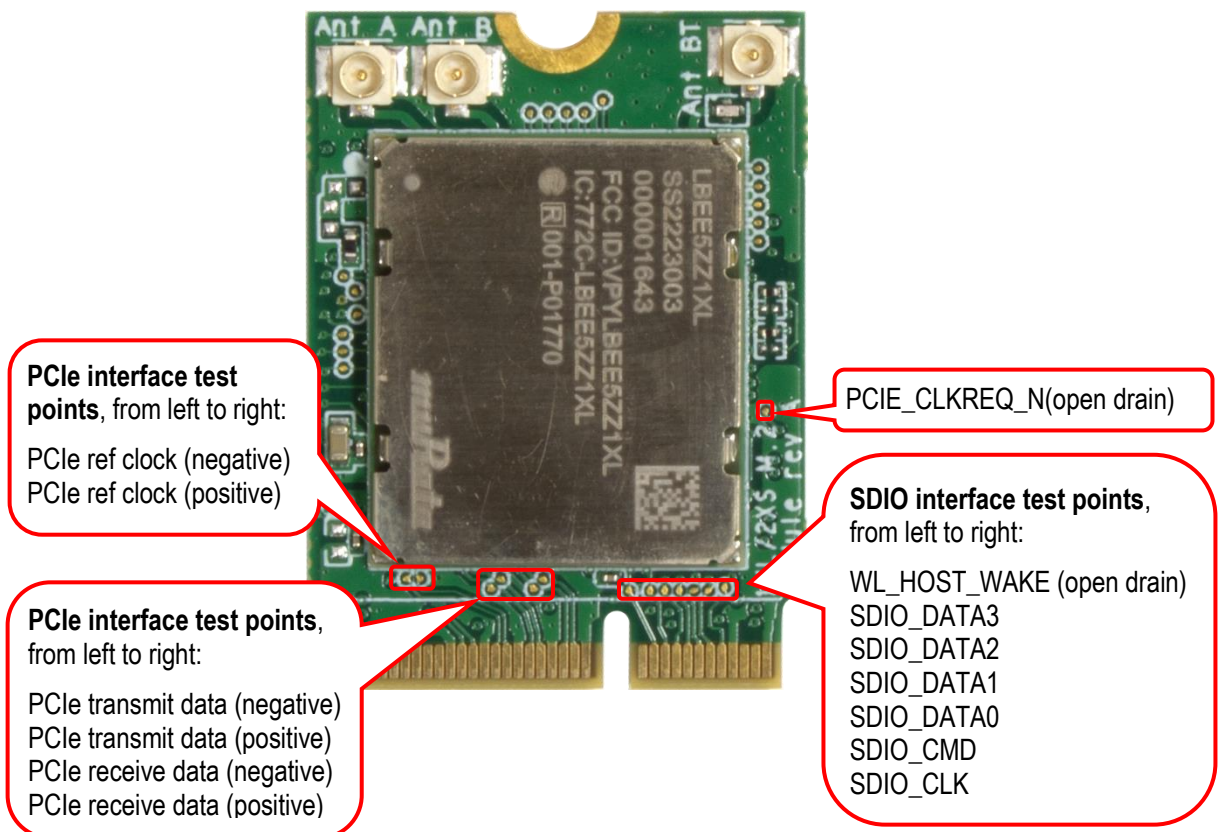 Ant A Ant B
Ant BT
LBEE5ZZ1XL
SS2223003
000001643
FCC ID:VPYLBEE5ZZ1XL
IC:772C-LBEE5ZZ1XL
R 001-P01770
muRata
PCIe interface test
points, from left to right:
PCIe ref clock (negative)
PCIe ref clock (positive)
PCIE_CLKREQ_N(open drain)
PCIe interface test points,
from left to right:
PCIe transmit data (negative)
PCIe transmit data (positive)
PCIe receive data (negative)
PCIe receive data (positive)
SDIO interface test points,
from left to right:
WL_HOST_WAKE (open drain)
SDIO_DATA3
SDIO_DATA2
SDIO_DATA1
SDIO_DATA0
SDIO_CMD
SDIO_CLK